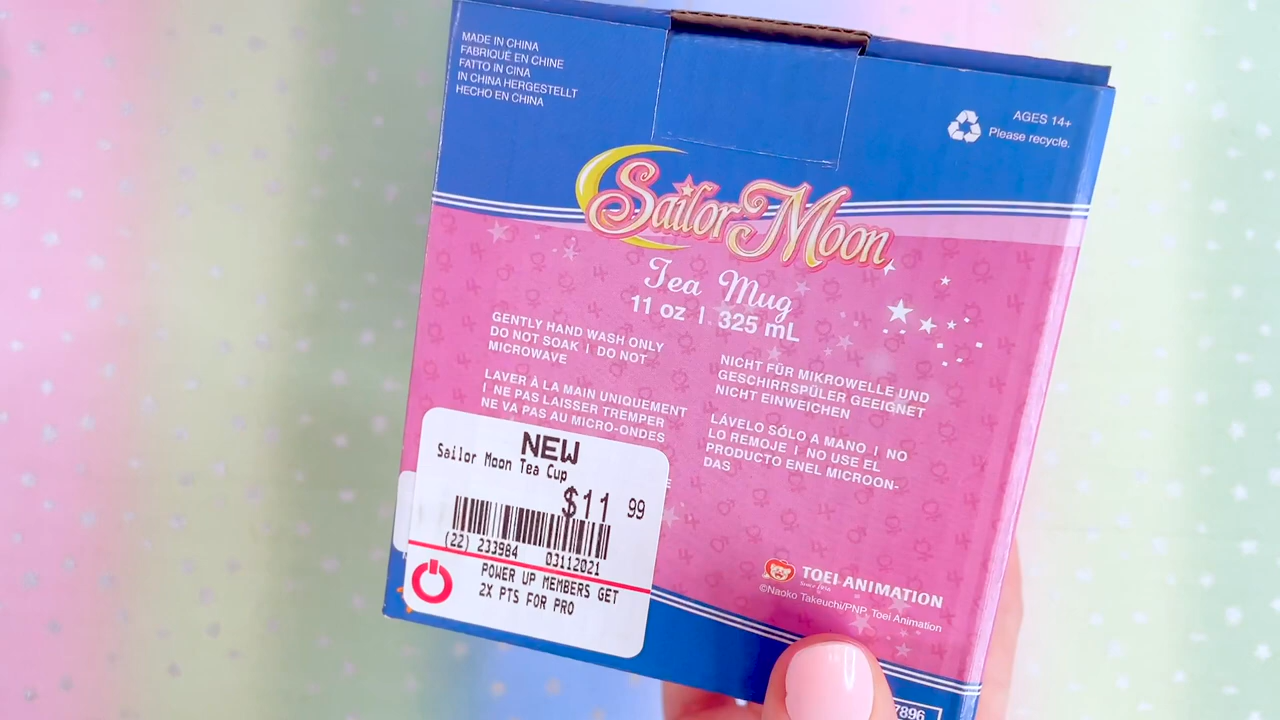 MADE IN CHINA
FABRIQUÉ EN CHINE
FATTO IN CINA
IN CHINA HERGESTELLT
HECHO EN CHINA
AGES 14+
Please recycle.
Sailor Moon
Tea Mug
11 oz | 325 mL
GENTLY HAND WASH ONLY
DO NOT SOAK | DO NOT
MICROWAVE
LAVER À LA MAIN UNIQUEMENT
| NE PAS LAISSER TREMPER
NE VA PAS AU MICRO-ONDES
NICHT FÜR MIKROWELLE UND
GESCHIRRSPÜLER GEEIGNET
NICHT EINWEICHEN
LÁVELO SÓLO A MANO | NO
LO REMOJE | NO USE EL
PRODUCTO ENEL MICROON-
DAS
NEW
Sailor Moon Tea Cup
$11 99
(22) 233984 03112021
POWER UP MEMBERS GET
2X PTS FOR PRO
TOEI ANIMATION
Since 1956
©Naoko Takeuchi/PNP, Toei Animation
7896